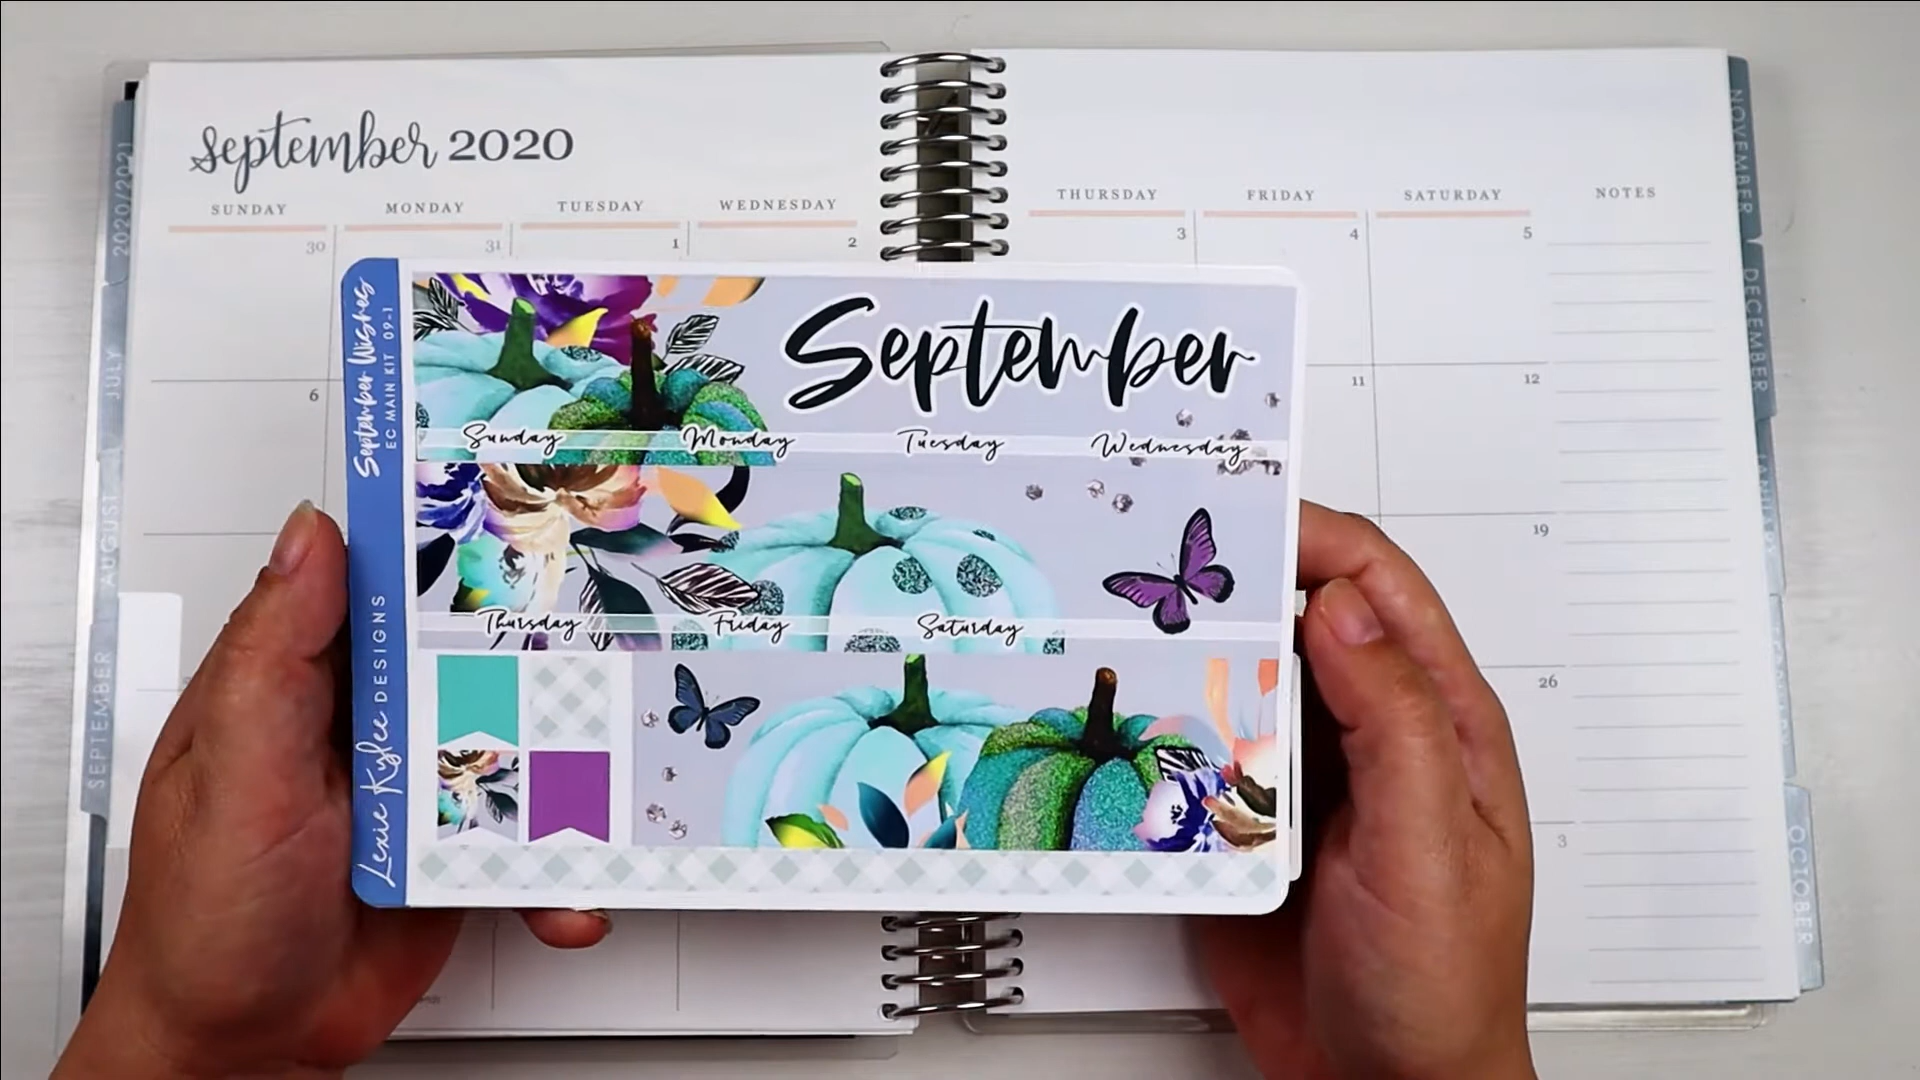 september 2020
SUNDAY MONDAY TUESDAY WEDNESDAY
THURSDAY FRIDAY SATURDAY NOTES
30 31 1 2
3 4 5
6
11 12
19
26
3
2020/2021
JULY
AUGUST
SEPTEMBER
NOVEMBER
DECEMBER
JANUARY
OCTOBER
September Wishes
EC MAIN KIT 09-1
Lexie Kylee DESIGNS
September
Sunday Monday Tuesday Wednesday
Thursday Friday Saturday